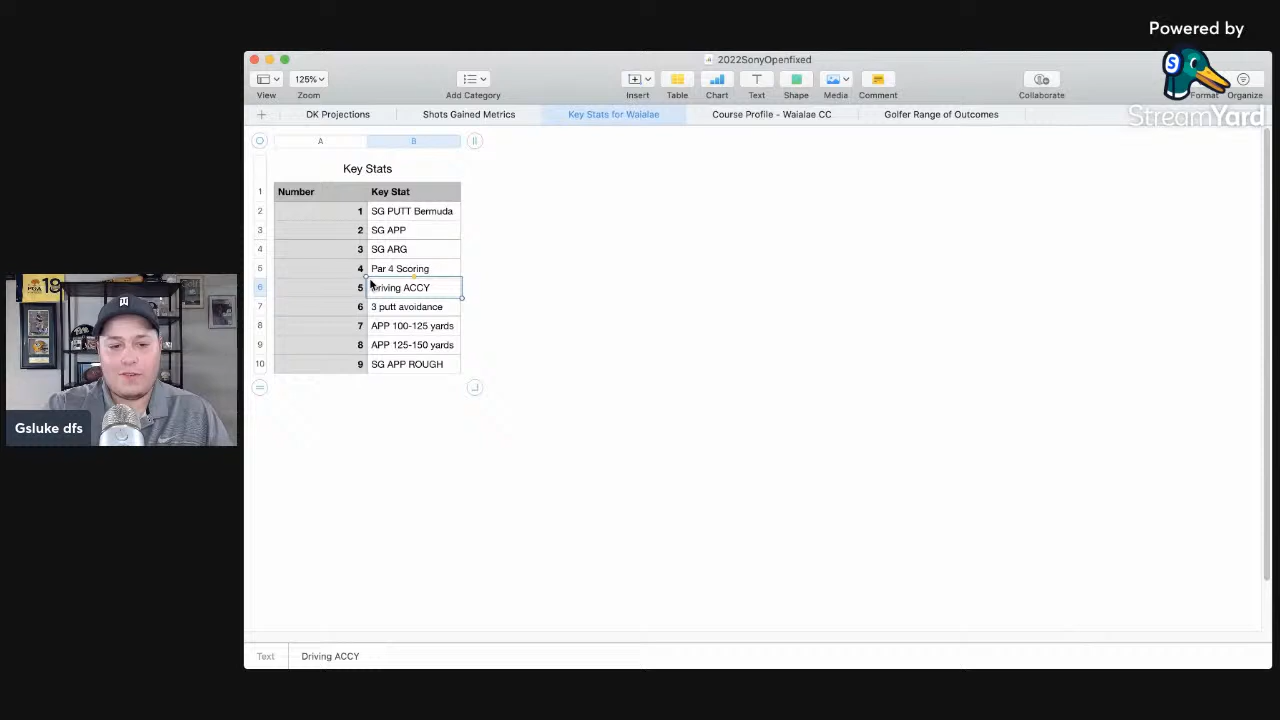 Powered by
S
StreamYard
2022SonyOpenfixed
125%
View
Zoom
Add Category
Insert
Table
Chart
Text
Shape
Media
Comment
Collaborate
Format
Organize
DK Projections
Shots Gained Metrics
Key Stats for Waialae
Course Profile - Waialae CC
Golfer Range of Outcomes
A
B
Key Stats
1 Number Key Stat
2 1 SG PUTT Bermuda
3 2 SG APP
4 3 SG ARG
5 4 Par 4 Scoring
6 5 Driving ACCY
7 6 3 putt avoidance
8 7 APP 100-125 yards
9 8 APP 125-150 yards
10 9 SG APP ROUGH
19
Gsluke dfs
Text
Driving ACCY